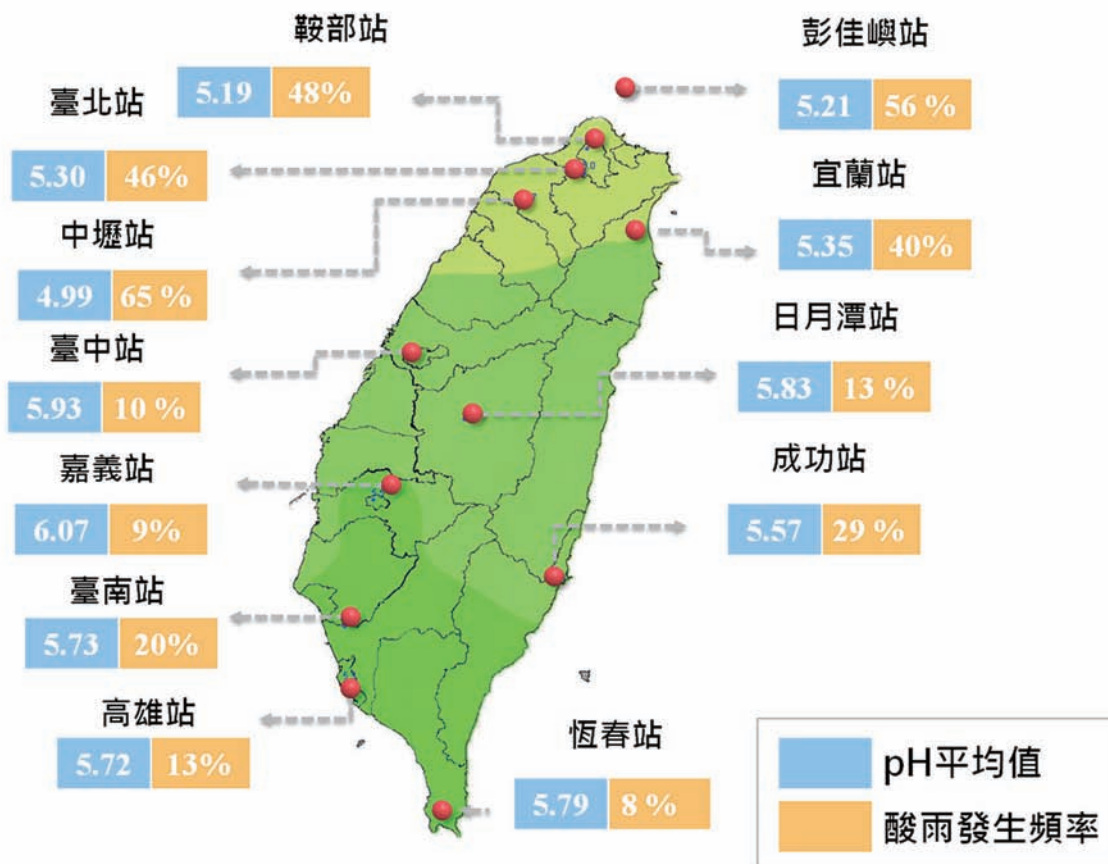 鞍部站
5.19 48%
彭佳嶼站
5.21 56 %
臺北站
5.30 46%
宜蘭站
5.35 40%
中壢站
4.99 65 %
日月潭站
5.83 13 %
臺中站
5.93 10 %
成功站
5.57 29 %
嘉義站
6.07 9%
臺南站
5.73 20%
高雄站
5.72 13%
恆春站
5.79 8 %
pH平均值
酸雨發生頻率